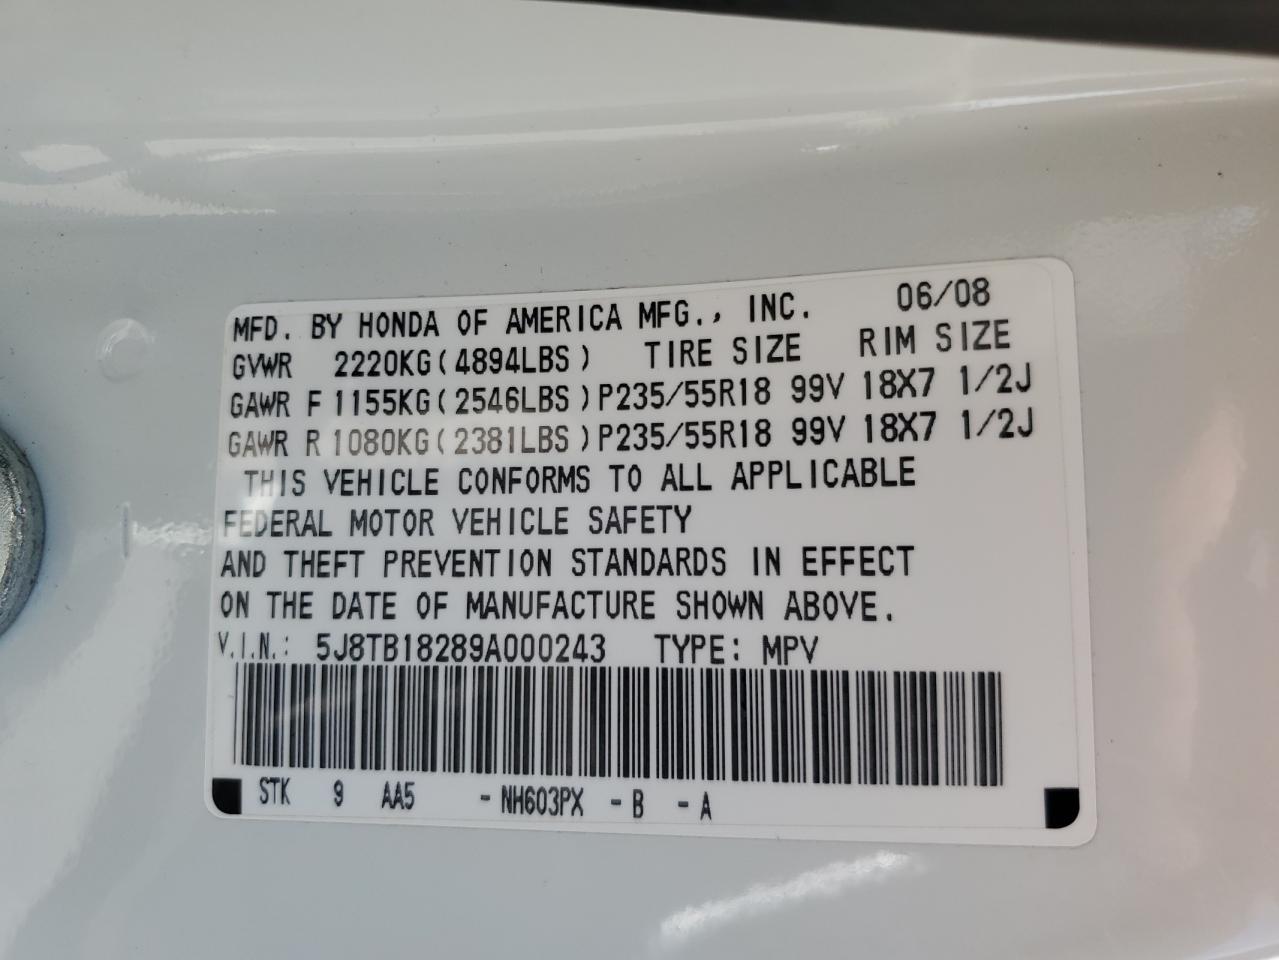 MFD. BY HONDA OF AMERICA MFG., INC. 06/08
GVWR 2220KG(4894LBS) TIRE SIZE RIM SIZE
GAWR F 1155KG(2546LBS)P235/55R18 99V 18X7 1/2J
GAWR R 1080KG(2381LBS)P235/55R18 99V 18X7 1/2J
THIS VEHICLE CONFORMS TO ALL APPLICABLE
FEDERAL MOTOR VEHICLE SAFETY
AND THEFT PREVENTION STANDARDS IN EFFECT
ON THE DATE OF MANUFACTURE SHOWN ABOVE.
V.I.N.: 5J8TB18289A000243 TYPE: MPV
STK 9 AA5 -NH603PX -B -A